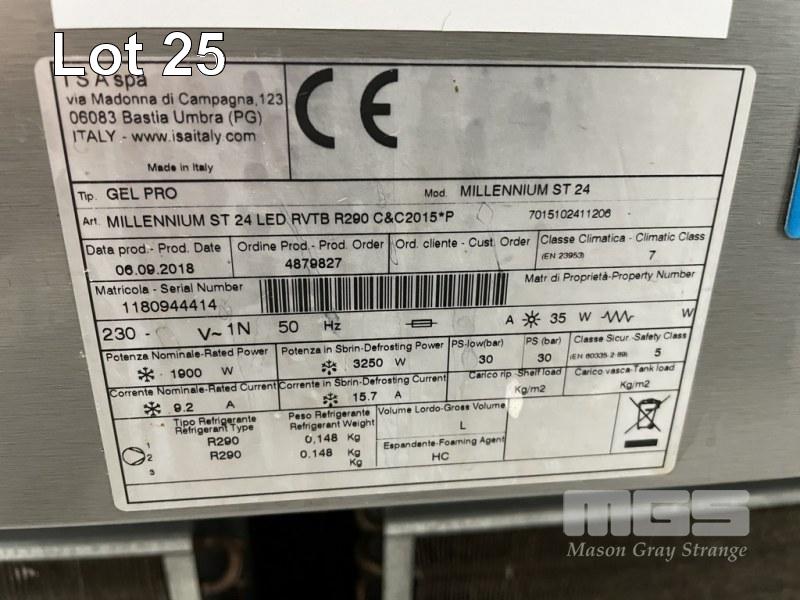 Lot 25
ISA spa
via Madonna di Campagna,123
06083 Bastia Umbra (PG)
ITALY - www.isaitaly.com
Made in Italy
CE
Tip. GEL PRO Mod. MILLENNIUM ST 24
Art. MILLENNIUM ST 24 LED RVTB R290 C&C2015*P 7015102411206
Data prod.- Prod. Date Ordine Prod.- Prod. Order Ord. cliente - Cust. Order Classe Climatica - Climatic Class
06.09.2018 4879827 (EN 23953) 7
Matricola - Serial Number Matr di Proprietà-Property Number
1180944414
230 - V~ 1N 50 Hz A 35 W W
Potenza Nominale-Rated Power Potenza in Sbrin-Defrosting Power PS-low(bar) PS (bar) Classe Sicur.-Safety Class
1900 W 3250 W 30 30 (EN 60335-2-89) 5
Corrente Nominale-Rated Current Corrente in Sbrin-Defrosting Current Carico rip.-Shelf load Carico vasca-Tank load
9.2 A 15.7 A Kg/m2 Kg/m2
Tipo Refrigerante Peso Refrigerante Volume Lordo-Gross Volume
Refrigerant Type Refrigerant Weight L
1 R290 0.148 Kg Espandente-Foaming Agent
2 R290 0.148 Kg HC
3 Kg
MGS
Mason Gray Strange